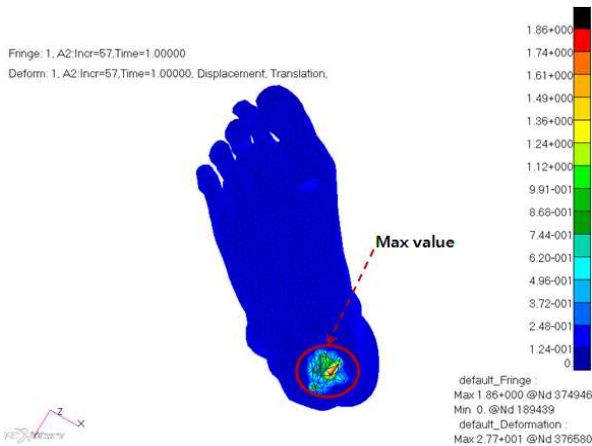 Fringe: 1, A2:Incr=57,Time=1.00000
Deform: 1, A2:Incr=57,Time=1.00000, Displacement, Translation,
1.86+000
1.74+000
1.61+000
1.49+000
1.36+000
1.24+000
1.12+000
9.91-001
8.68-001
7.44-001
6.20-001
4.96-001
3.72-001
2.48-001
1.24-001
0.
Max value
Z
X
default_Fringe :
Max 1.86+000 @Nd 374946
Min 0. @Nd 189439
default_Deformation :
Max 2.77+001 @Nd 376580